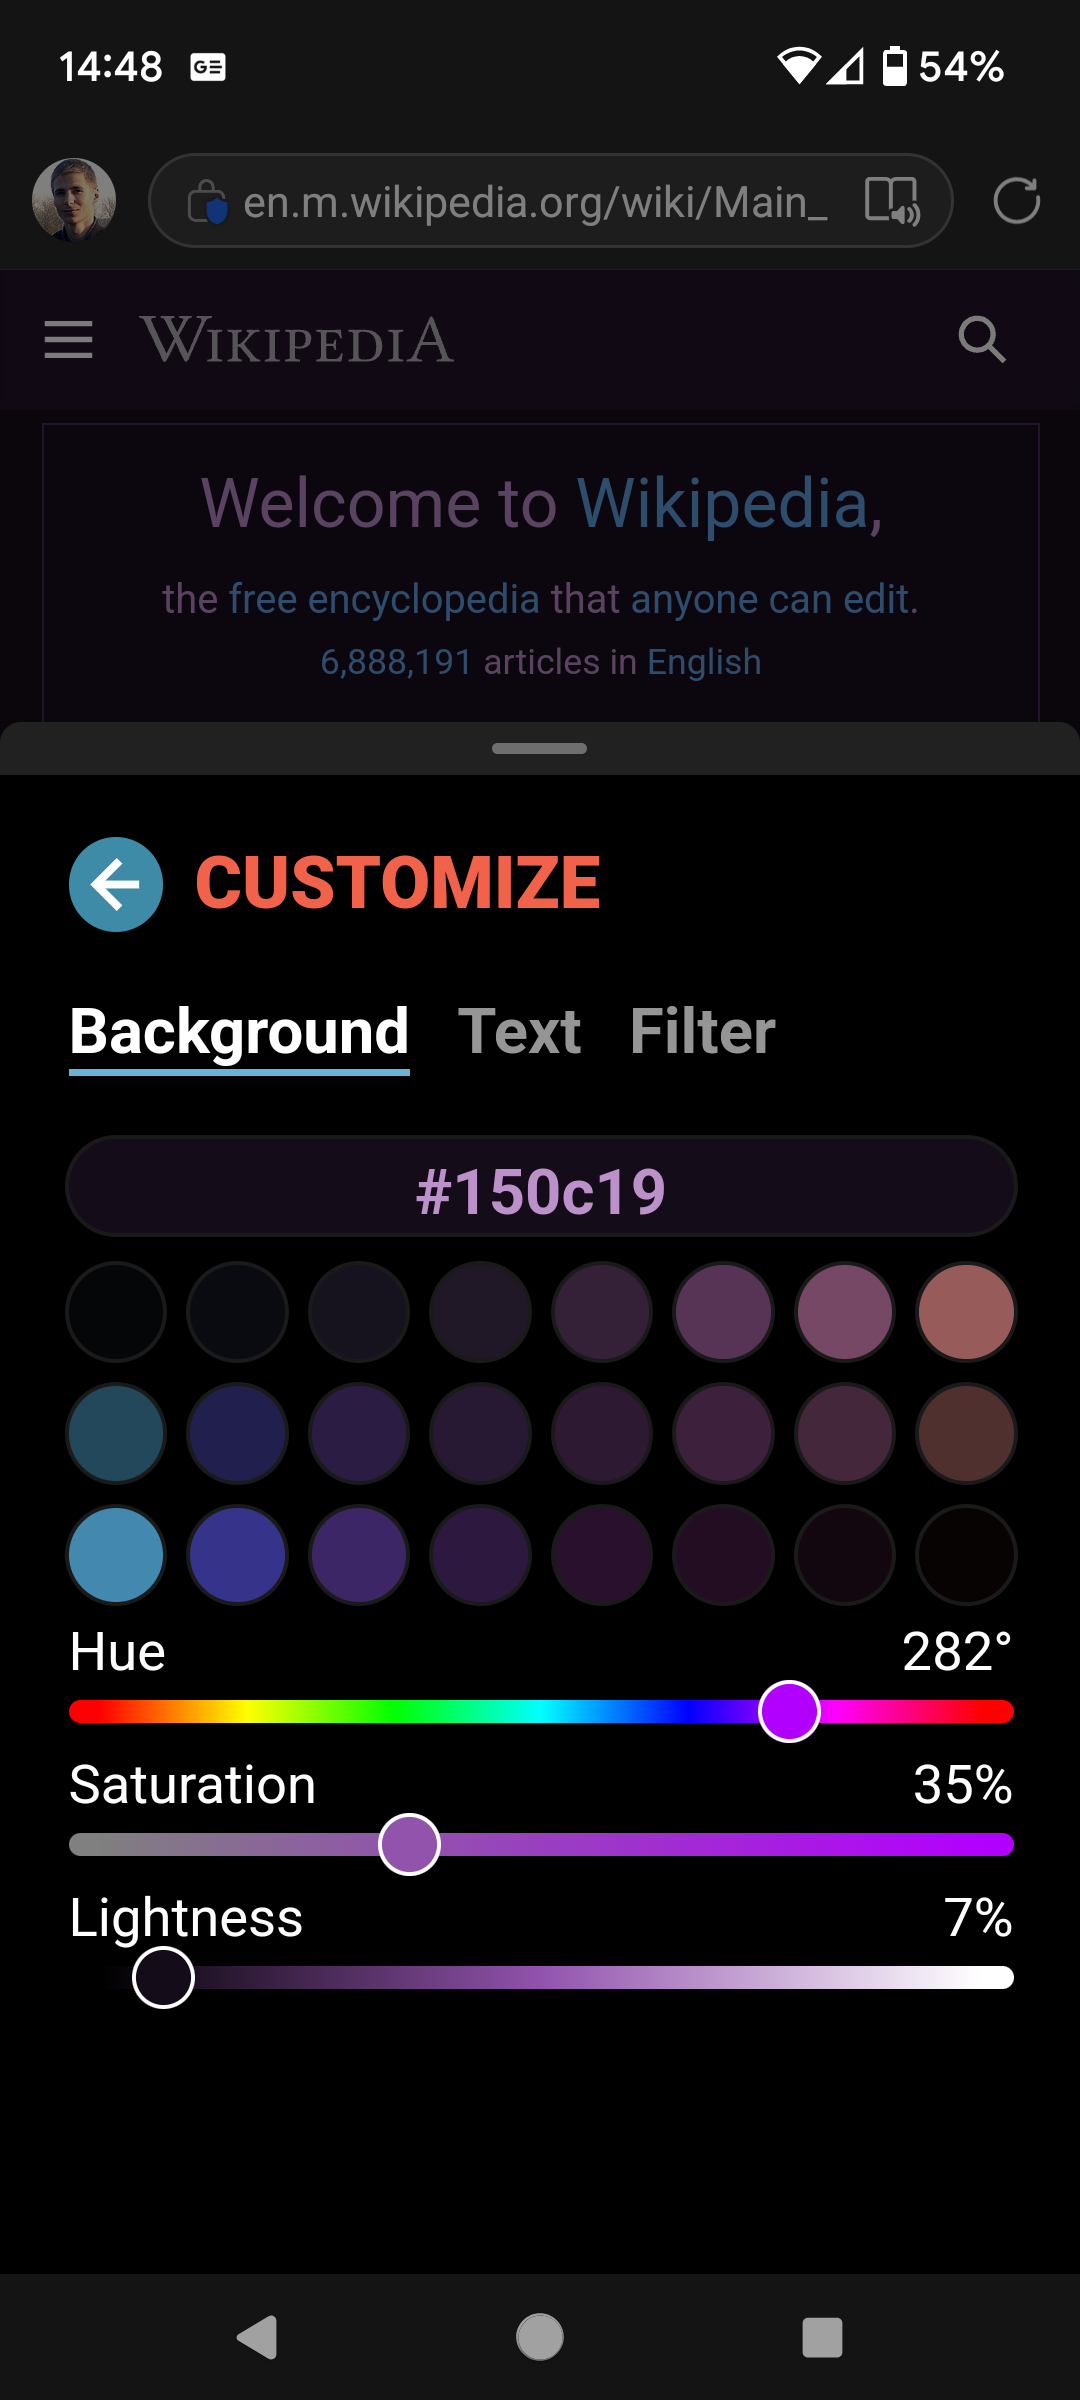 14:48 54%
en.m.wikipedia.org/wiki/Main_
WIKIPEDIA
Welcome to Wikipedia,
the free encyclopedia that anyone can edit.
6,888,191 articles in English
CUSTOMIZE
Background Text Filter
#150c19
Hue 282°
Saturation 35%
Lightness 7%